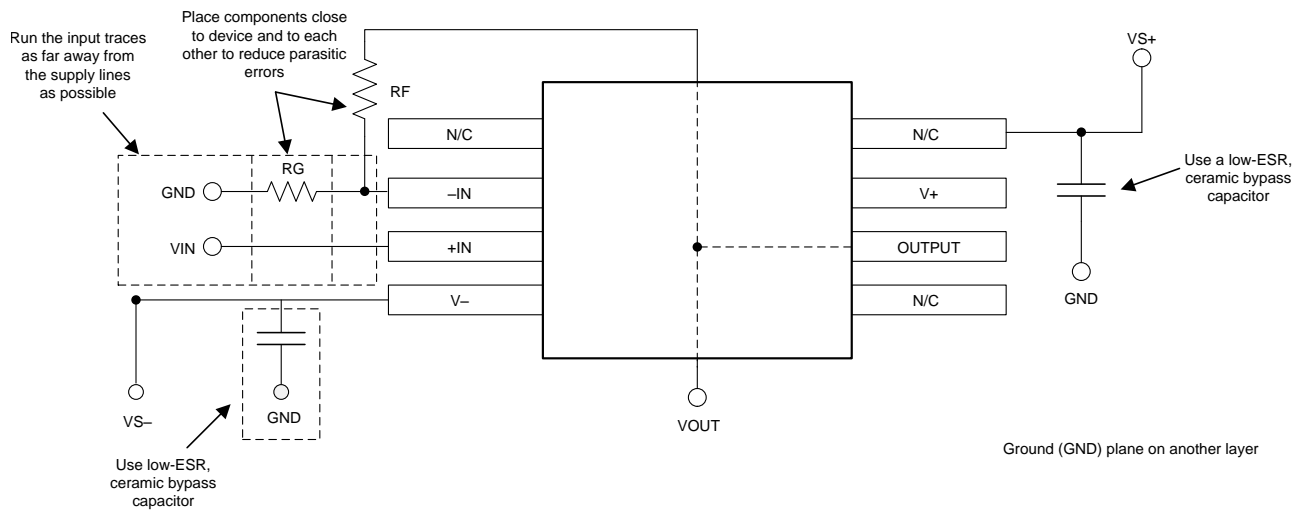 Place components close
to device and to each
other to reduce parasitic
errors
Run the input traces
as far away from
the supply lines
as possible
VS+
RF
N/C
N/C
RG
Use a low-ESR,
ceramic bypass
capacitor
GND
–IN
V+
VIN
+IN
OUTPUT
V–
N/C
GND
VS–
GND
VOUT
Use low-ESR,
ceramic bypass
capacitor
Ground (GND) plane on another layer